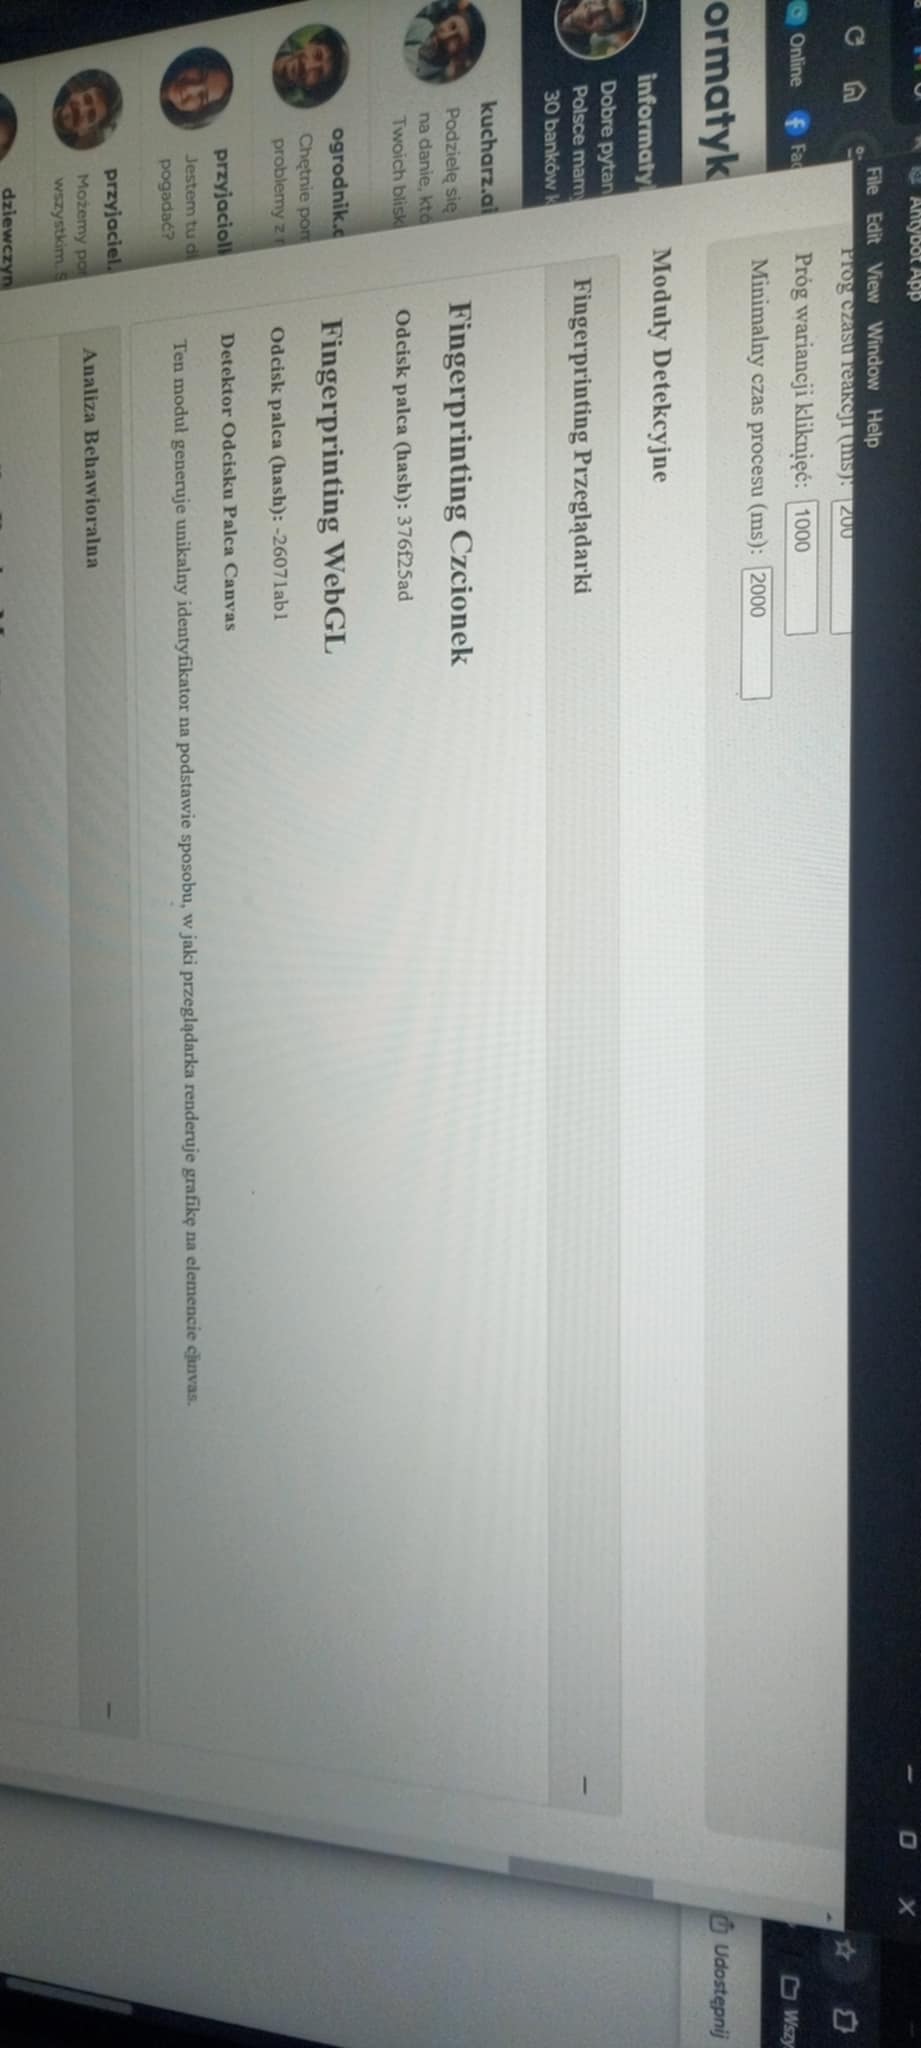 Antybot App
File Edit View Window Help
Próg czasu reakcji (ms): 200
Próg wariancji kliknięć: 1000
Minimalny czas procesu (ms): 2000
Moduły Detekcyjne
Fingerprinting Przeglądarki –
Fingerprinting Czcionek
Odcisk palca (hash): 376f25ad
Fingerprinting WebGL
Odcisk palca (hash): -26071ab1
Detektor Odcisku Palca Canvas
Ten moduł generuje unikalny identyfikator na podstawie sposobu, w jaki przeglądarka renderuje grafikę na elemencie canvas.
Analiza Behawioralna –
Online
ormatyk
informaty
Dobre pytan
Polsce mamy
30 banków k
kucharz.ai
Podzielę się
na danie, któ
Twoich blisk
ogrodnik.
Chętnie pom
problemy z r
przyjaciolk
Jestem tu dl
pogadać?
przyjaciel.
Możemy por
wszystkim. S
dziewczyn
Wszy
Udostępnij